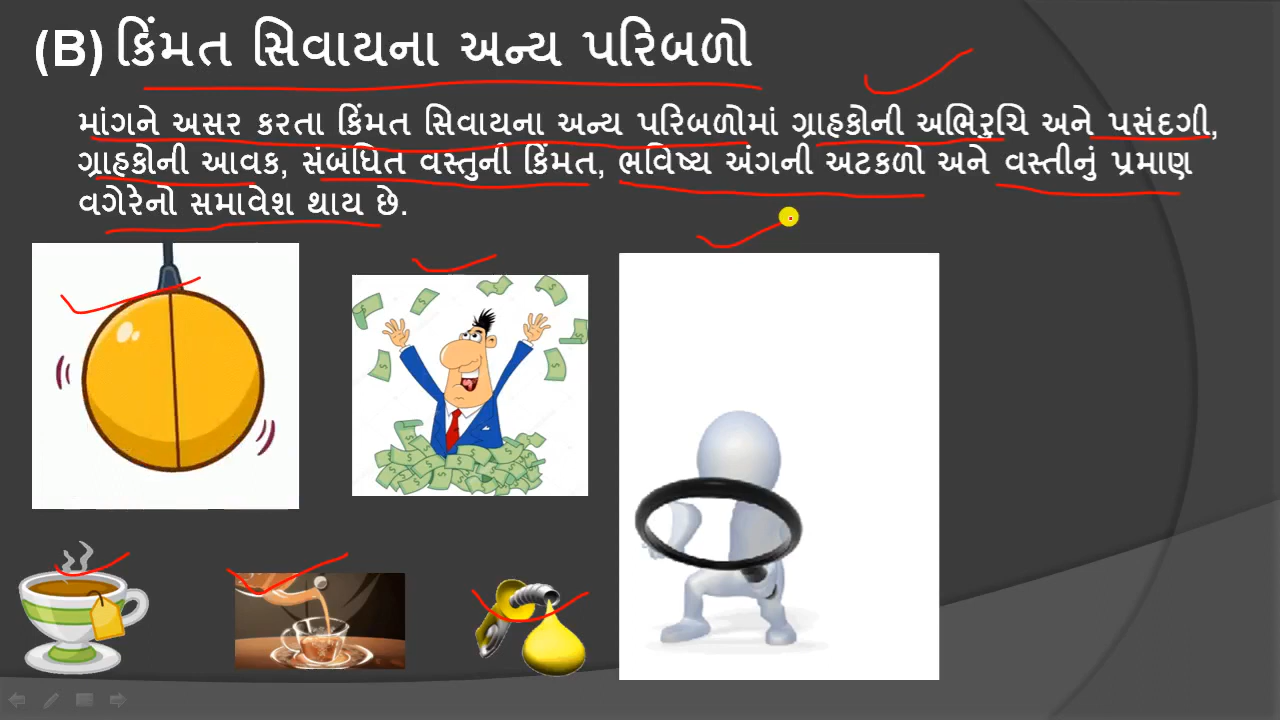 (B) કિંમત સિવાયના અન્ય પરિબળો
માંગને અસર કરતા કિંમત સિવાયના અન્ય પરિબળોમાં ગ્રાહકોની અભિરુચિ અને પસંદગી,
ગ્રાહકોની આવક, સંબંધિત વસ્તુની કિંમત, ભવિષ્ય અંગની અટકળો અને વસ્તીનું પ્રમાણ
વગેરેનો સમાવેશ થાય છે.